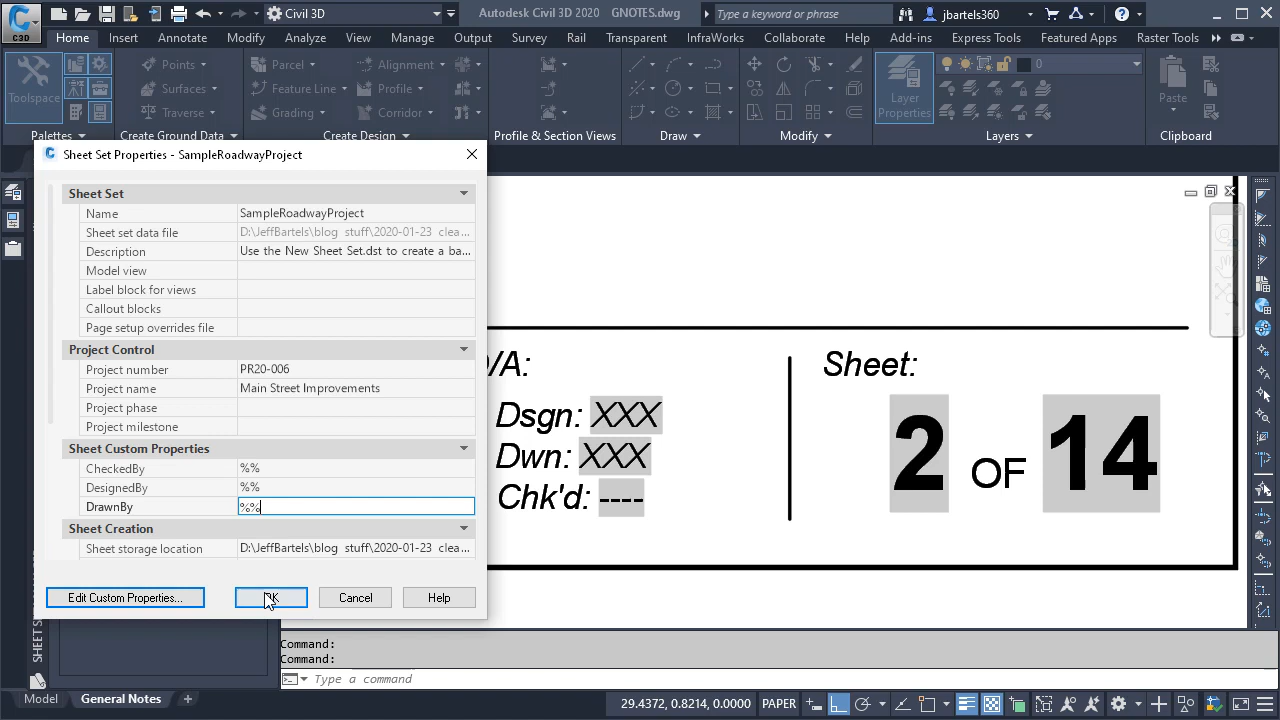 C3D
Civil 3D
Autodesk Civil 3D 2020 GNOTES.dwg
Type a keyword or phrase
jbartels360
Home Insert Annotate Modify Analyze View Manage Output Survey Rail Transparent InfraWorks Collaborate Help Add-ins Express Tools Featured Apps Raster Tools
Toolspace
Points
Surfaces
Traverse
Parcel
Feature Line
Grading
Alignment
Profile
Corridor
Layer
Properties
0
Paste
Palettes Create Ground Data Create Design Profile & Section Views Draw Modify Layers Clipboard
Sheet Set Properties - SampleRoadwayProject
Sheet Set
Name SampleRoadwayProject
Sheet set data file D:\JeffBartels\blog stuff\2020-01-23 clea...
Description Use the New Sheet Set.dst to create a ba...
Model view
Label block for views
Callout blocks
Page setup overrides file
Project Control
Project number PR20-006
Project name Main Street Improvements
Project phase
Project milestone
Sheet Custom Properties
CheckedBy %%
DesignedBy %%
DrawnBy %%
Sheet Creation
Sheet storage location D:\JeffBartels\blog stuff\2020-01-23 clea...
Edit Custom Properties... OK Cancel Help
/A:
Dsgn: XXX
Dwn: XXX
Chk'd: ----
Sheet:
2 OF 14
SHEET S
Command:
Command:
Type a command
Model General Notes +
29.4372, 0.8214, 0.0000 PAPER